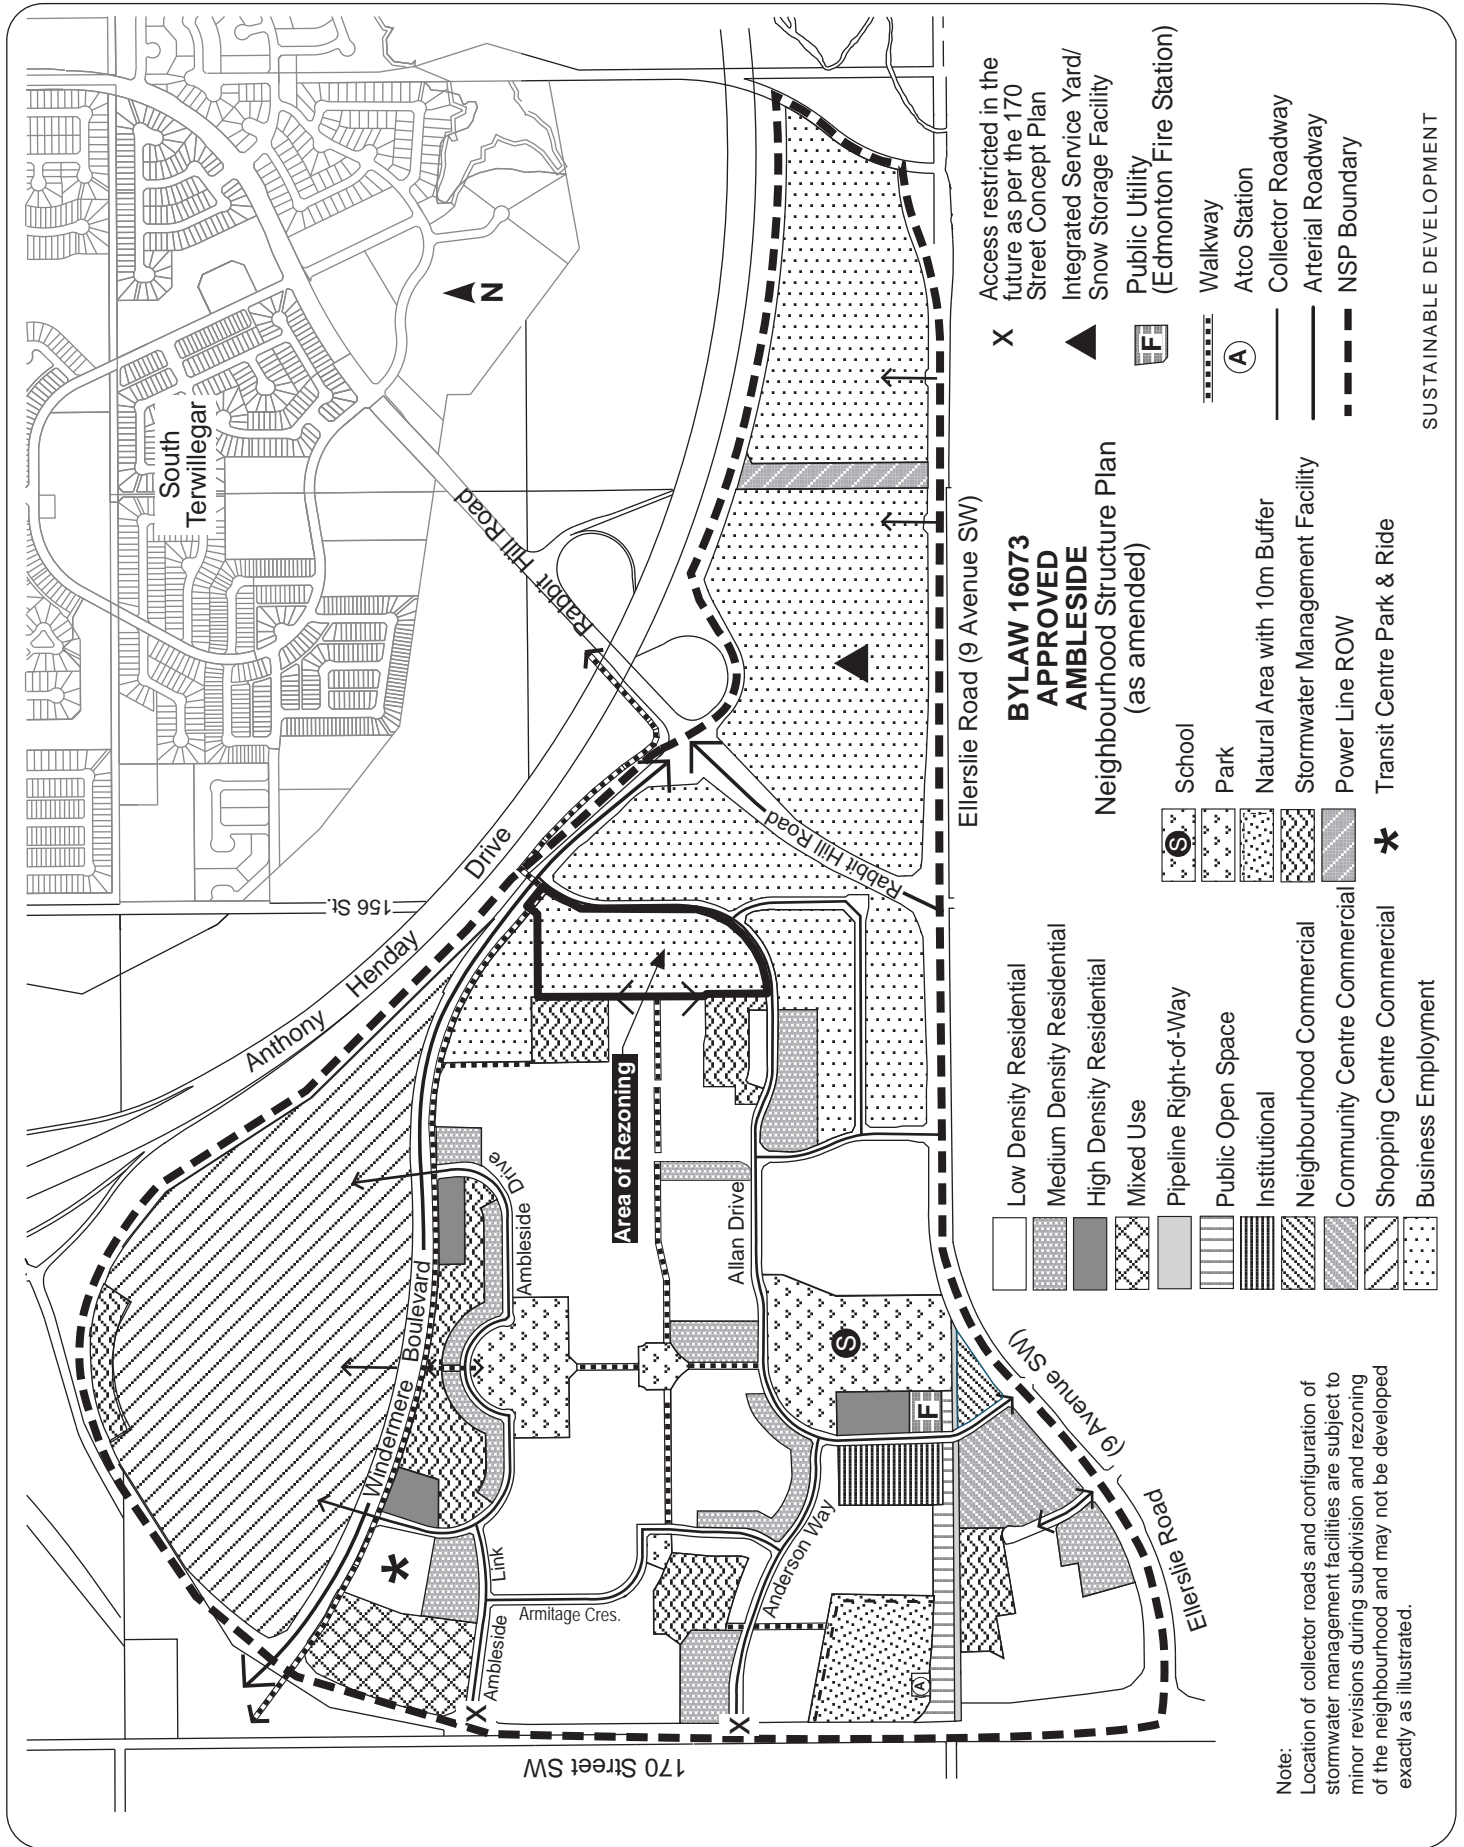 South
Terwillegar
N
Rabbit Hill Road
156 St.
Anthony
Henday
Drive
Rabbit Hill Road
Windermere
Boulevard
Ambleside
Drive
Area of Rezoning
Allan Drive
S
F
Anderson Way
Link
Ambleside
Armitage Cres.
*
X
X
A
170 Street SW
Ellerslie Road
(9 Avenue SW)
Ellerslie Road (9 Avenue SW)
BYLAW 16073
APPROVED
AMBLESIDE
Neighbourhood Structure Plan
(as amended)
Low Density Residential
Medium Density Residential
High Density Residential
Mixed Use
Pipeline Right-of-Way
Public Open Space
Institutional
Neighbourhood Commercial
Community Centre Commercial
Shopping Centre Commercial
Business Employment
S
School
Park
Natural Area with 10m Buffer
Stormwater Management Facility
Power Line ROW
* Transit Centre Park & Ride
X
Access restricted in the
future as per the 170
Street Concept Plan
Integrated Service Yard/
Snow Storage Facility
F
Public Utility
(Edmonton Fire Station)
Walkway
A
Atco Station
Collector Roadway
Arterial Roadway
NSP Boundary
Note:
Location of collector roads and configuration of
stormwater management facilities are subject to
minor revisions during subdivision and rezoning
of the neighbourhood and may not be developed
exactly as illustrated.
SUSTAINABLE DEVELOPMENT